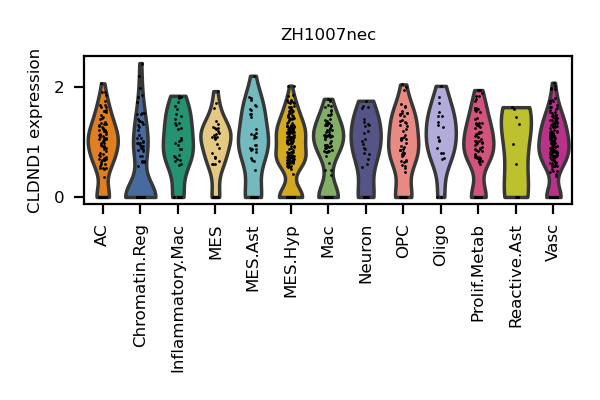 ZH1007nec
CLDND1 expression
2
0
AC
Chromatin.Reg
Inflammatory.Mac
MES
MES.Ast
MES.Hyp
Mac
Neuron
OPC
Oligo
Prolif.Metab
Reactive.Ast
Vasc